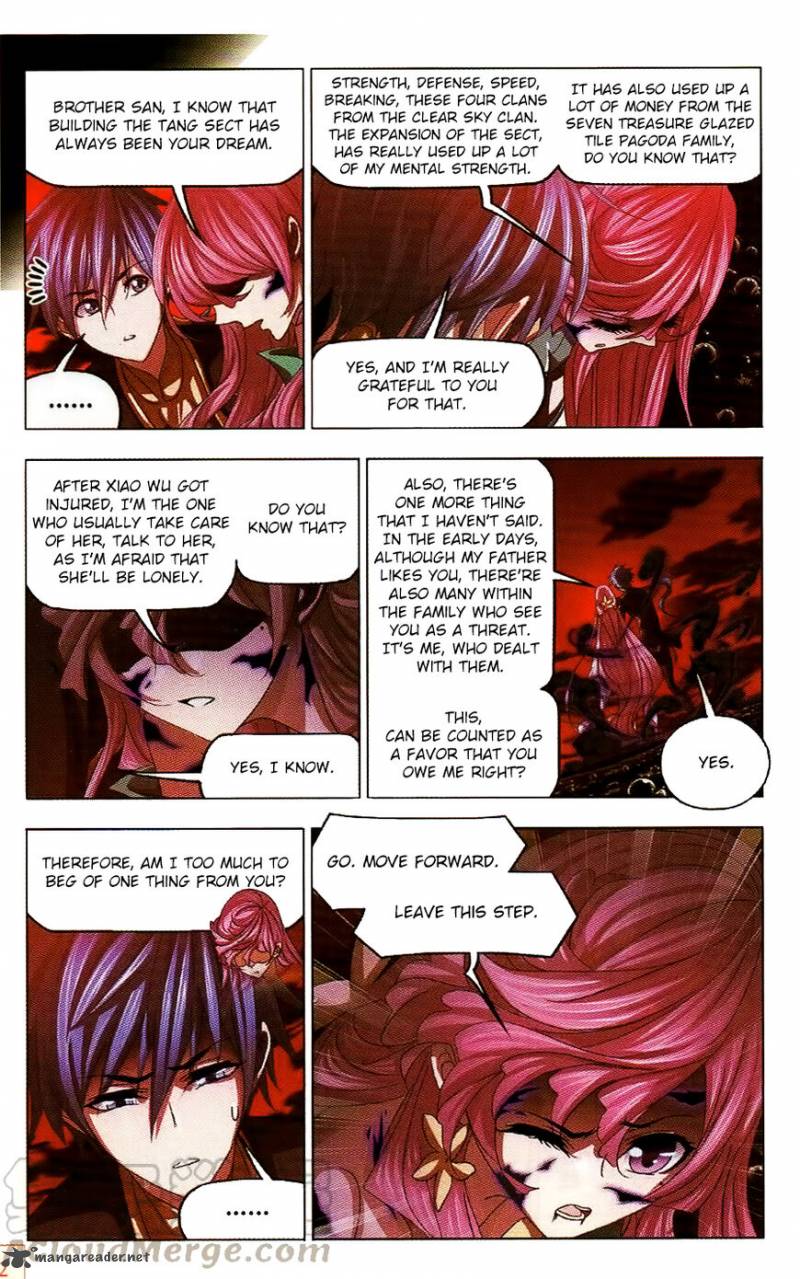 BROTHER SAN, I KNOW THAT
BUILDING THE TANG SECT HAS
ALWAYS BEEN YOUR DREAM.
......
STRENGTH, DEFENSE, SPEED,
BREAKING, THESE FOUR CLANS
FROM THE CLEAR SKY CLAN.
THE EXPANSION OF THE SECT,
HAS REALLY USED UP A LOT
OF MY MENTAL STRENGTH.
IT HAS ALSO USED UP A
LOT OF MONEY FROM THE
SEVEN TREASURE GLAZED
TILE PAGODA FAMILY,
DO YOU KNOW THAT?
YES, AND I'M REALLY
GRATEFUL TO YOU
FOR THAT.
AFTER XIAO WU GOT
INJURED, I'M THE ONE
WHO USUALLY TAKE CARE
OF HER, TALK TO HER,
AS I'M AFRAID THAT
SHE'LL BE LONELY.
DO YOU
KNOW THAT?
YES, I KNOW.
ALSO, THERE'S
ONE MORE THING
THAT I HAVEN'T SAID.
IN THE EARLY DAYS,
ALTHOUGH MY FATHER
LIKES YOU, THERE'RE
ALSO MANY WITHIN
THE FAMILY WHO SEE
YOU AS A THREAT.
IT'S ME, WHO DEALT
WITH THEM.
THIS,
CAN BE COUNTED AS
A FAVOR THAT YOU
OWE ME RIGHT?
YES.
THEREFORE, AM I TOO MUCH TO
BEG OF ONE THING FROM YOU?
......
GO. MOVE FORWARD.
LEAVE THIS STEP.
CloudMerge.com
mangareader.net